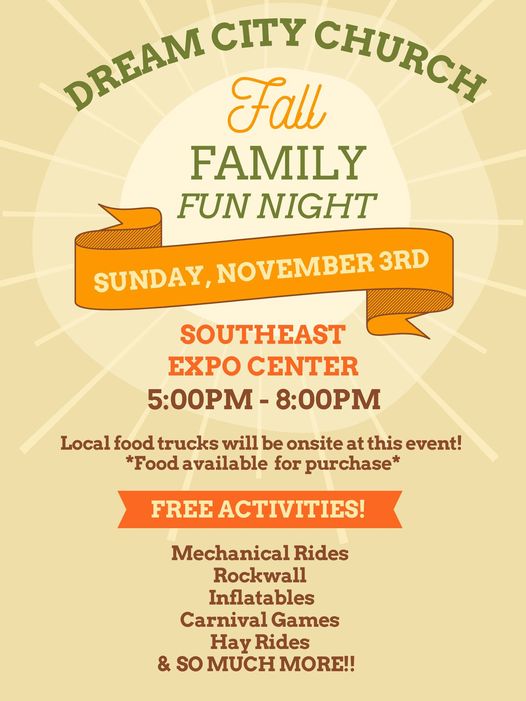 DREAM CITY CHURCH
Fall
FAMILY
FUN NIGHT
SUNDAY, NOVEMBER 3RD
SOUTHEAST
EXPO CENTER
5:00PM - 8:00PM
Local food trucks will be onsite at this event!
*Food available for purchase*
FREE ACTIVITIES!
Mechanical Rides
Rockwall
Inflatables
Carnival Games
Hay Rides
& SO MUCH MORE!!